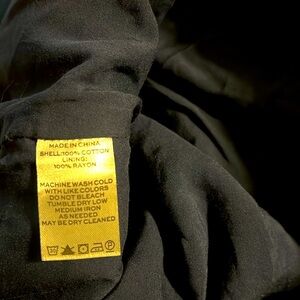 MADE IN CHINA
SHELL:100% COTTON
LINING:
100% RAYON
MACHINE WASH COLD
WITH LIKE COLORS
DO NOT BLEACH
TUMBLE DRY LOW
MEDIUM IRON
AS NEEDED
MAY BE DRY CLEANED